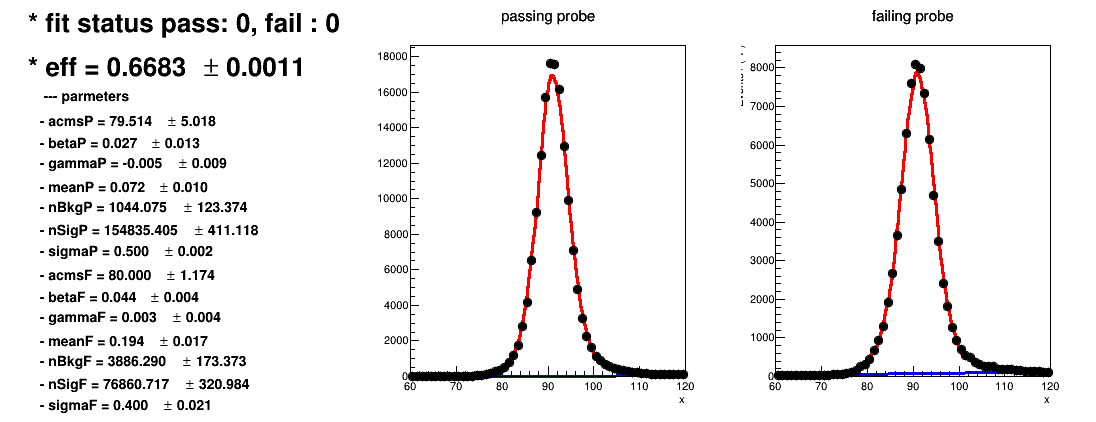 * fit status pass: 0, fail : 0
* eff = 0.6683 ± 0.0011
--- parmeters
- acmsP = 79.514 ± 5.018
- betaP = 0.027 ± 0.013
- gammaP = -0.005 ± 0.009
- meanP = 0.072 ± 0.010
- nBkgP = 1044.075 ± 123.374
- nSigP = 154835.405 ± 411.118
- sigmaP = 0.500 ± 0.002
- acmsF = 80.000 ± 1.174
- betaF = 0.044 ± 0.004
- gammaF = 0.003 ± 0.004
- meanF = 0.194 ± 0.017
- nBkgF = 3886.290 ± 173.373
- nSigF = 76860.717 ± 320.984
- sigmaF = 0.400 ± 0.021
passing probe
18000
16000
14000
12000
10000
8000
6000
4000
2000
0
60 70 80 90 100 110 120
x
failing probe
8000
7000
6000
5000
4000
3000
2000
1000
0
60 70 80 90 100 110 120
x